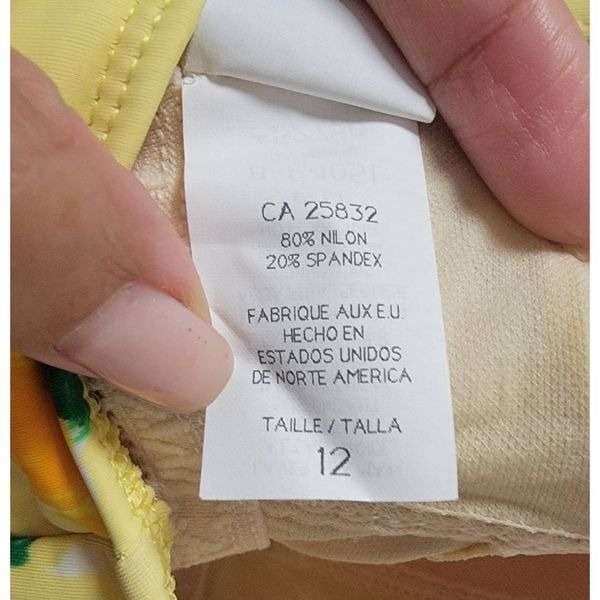 CA 25832
80% NILON
20% SPANDEX
FABRIQUE AUX E.U.
HECHO EN
ESTADOS UNIDOS
DE NORTE AMERICA
TAILLE / TALLA
12